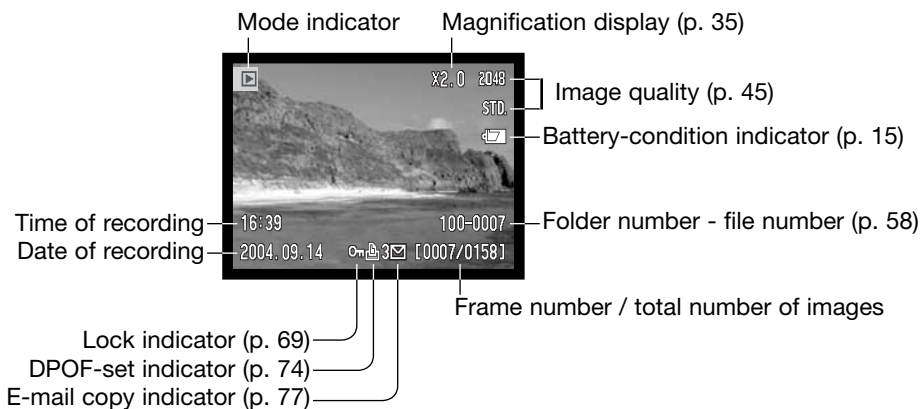 Mode indicator
Magnification display (p. 35)
X2.0 2048
STD.
Image quality (p. 45)
Battery-condition indicator (p. 15)
Time of recording
16:39
100-0007
Folder number - file number (p. 58)
Date of recording
2004.09.14
3
[0007/0158]
Frame number / total number of images
Lock indicator (p. 69)
DPOF-set indicator (p. 74)
E-mail copy indicator (p. 77)